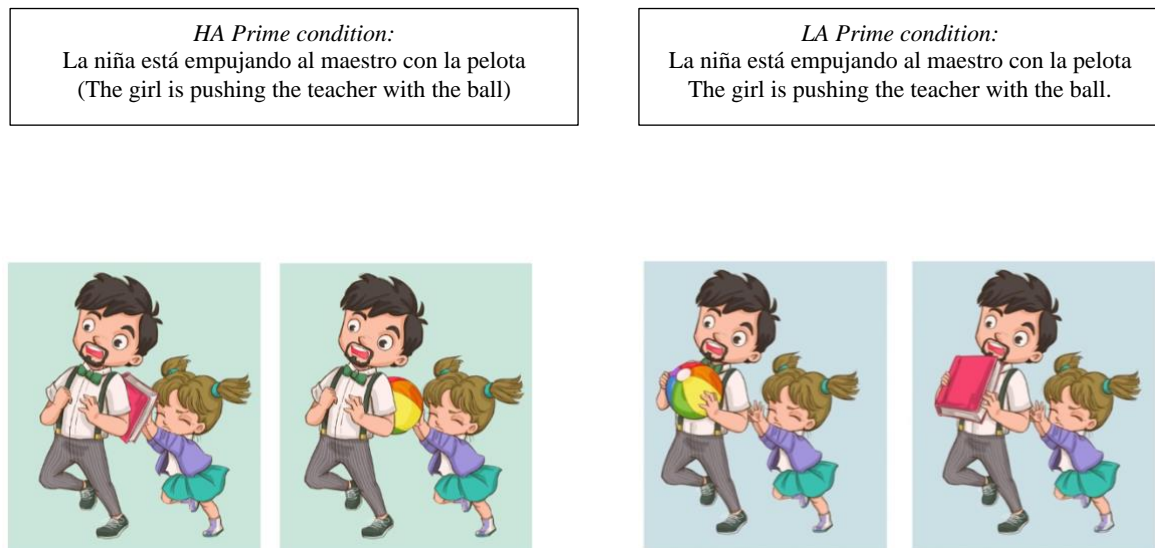 HA Prime condition:
La niña está empujando al maestro con la pelota
(The girl is pushing the teacher with the ball)
LA Prime condition:
La niña está empujando al maestro con la pelota
The girl is pushing the teacher with the ball.